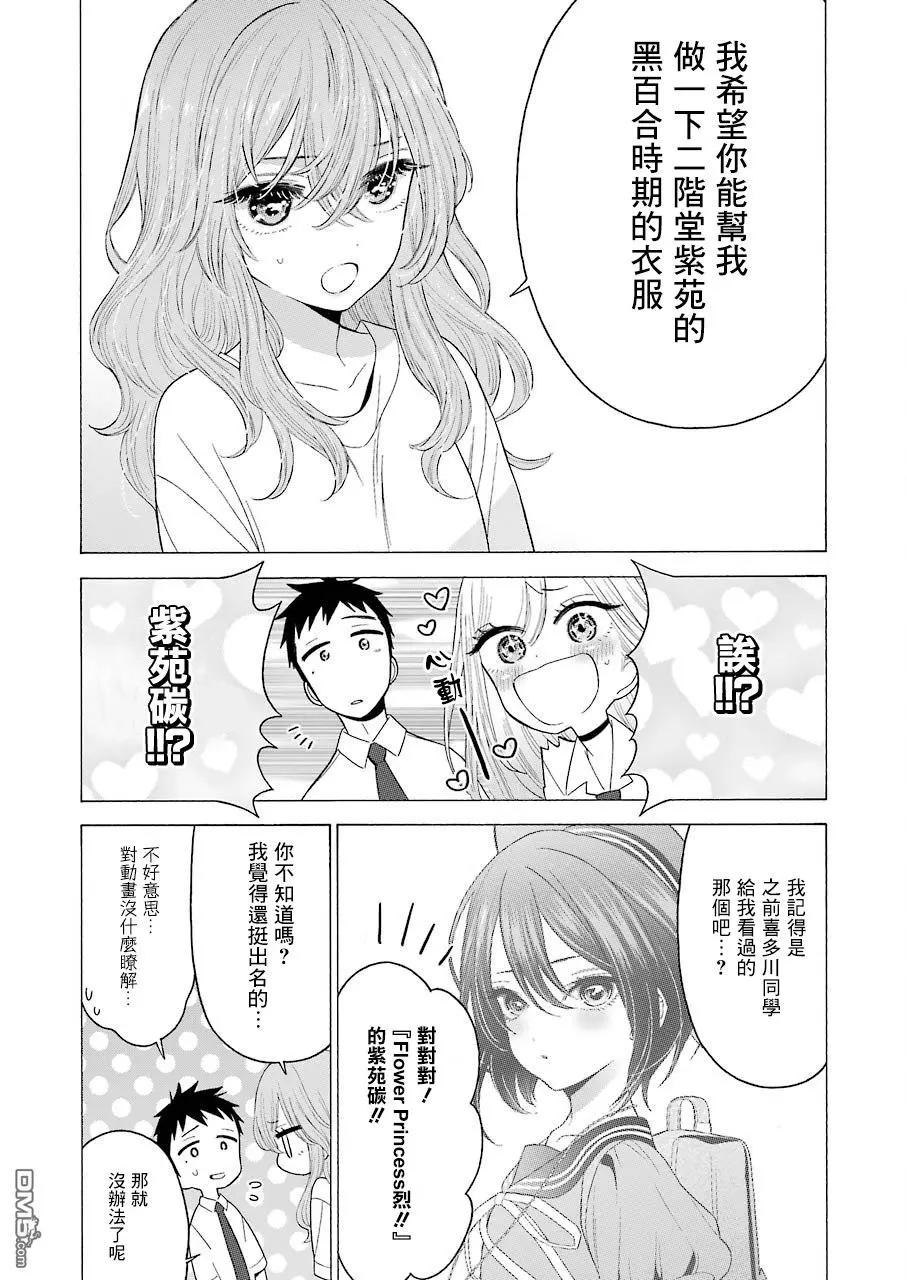 我希望你能幫我
做一下二階堂紫苑的
黑百合時期的衣服
誒!!?
心動
紫苑碳!!?
我記得是
之前喜多川同學
給我看過的
那個吧…?
對對對!
『Flower Princess烈!!』
的紫苑碳!!
你不知道嗎?
我覺得還挺出名的…
不好意思…
對動畫沒什麼瞭解…
那就
沒辦法了呢
DM5.com